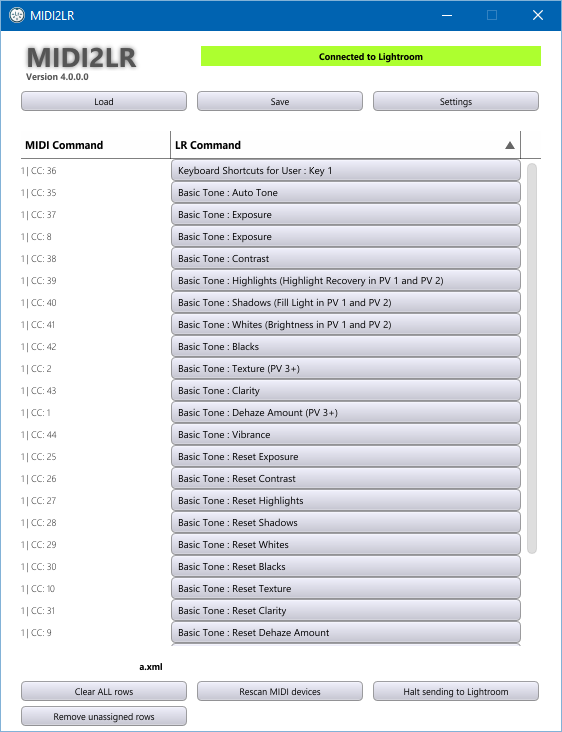 MIDI2LR
MIDI2LR
Version 4.0.0.0
Connected to Lightroom
Load Save Settings
MIDI Command LR Command
1 | CC: 36 Keyboard Shortcuts for User : Key 1
1 | CC: 35 Basic Tone : Auto Tone
1 | CC: 37 Basic Tone : Exposure
1 | CC: 8 Basic Tone : Exposure
1 | CC: 38 Basic Tone : Contrast
1 | CC: 39 Basic Tone : Highlights (Highlight Recovery in PV 1 and PV 2)
1 | CC: 40 Basic Tone : Shadows (Fill Light in PV 1 and PV 2)
1 | CC: 41 Basic Tone : Whites (Brightness in PV 1 and PV 2)
1 | CC: 42 Basic Tone : Blacks
1 | CC: 2 Basic Tone : Texture (PV 3+)
1 | CC: 43 Basic Tone : Clarity
1 | CC: 1 Basic Tone : Dehaze Amount (PV 3+)
1 | CC: 44 Basic Tone : Vibrance
1 | CC: 25 Basic Tone : Reset Exposure
1 | CC: 26 Basic Tone : Reset Contrast
1 | CC: 27 Basic Tone : Reset Highlights
1 | CC: 28 Basic Tone : Reset Shadows
1 | CC: 29 Basic Tone : Reset Whites
1 | CC: 30 Basic Tone : Reset Blacks
1 | CC: 10 Basic Tone : Reset Texture
1 | CC: 31 Basic Tone : Reset Clarity
1 | CC: 9 Basic Tone : Reset Dehaze Amount
a.xml
Clear ALL rows Rescan MIDI devices Halt sending to Lightroom
Remove unassigned rows